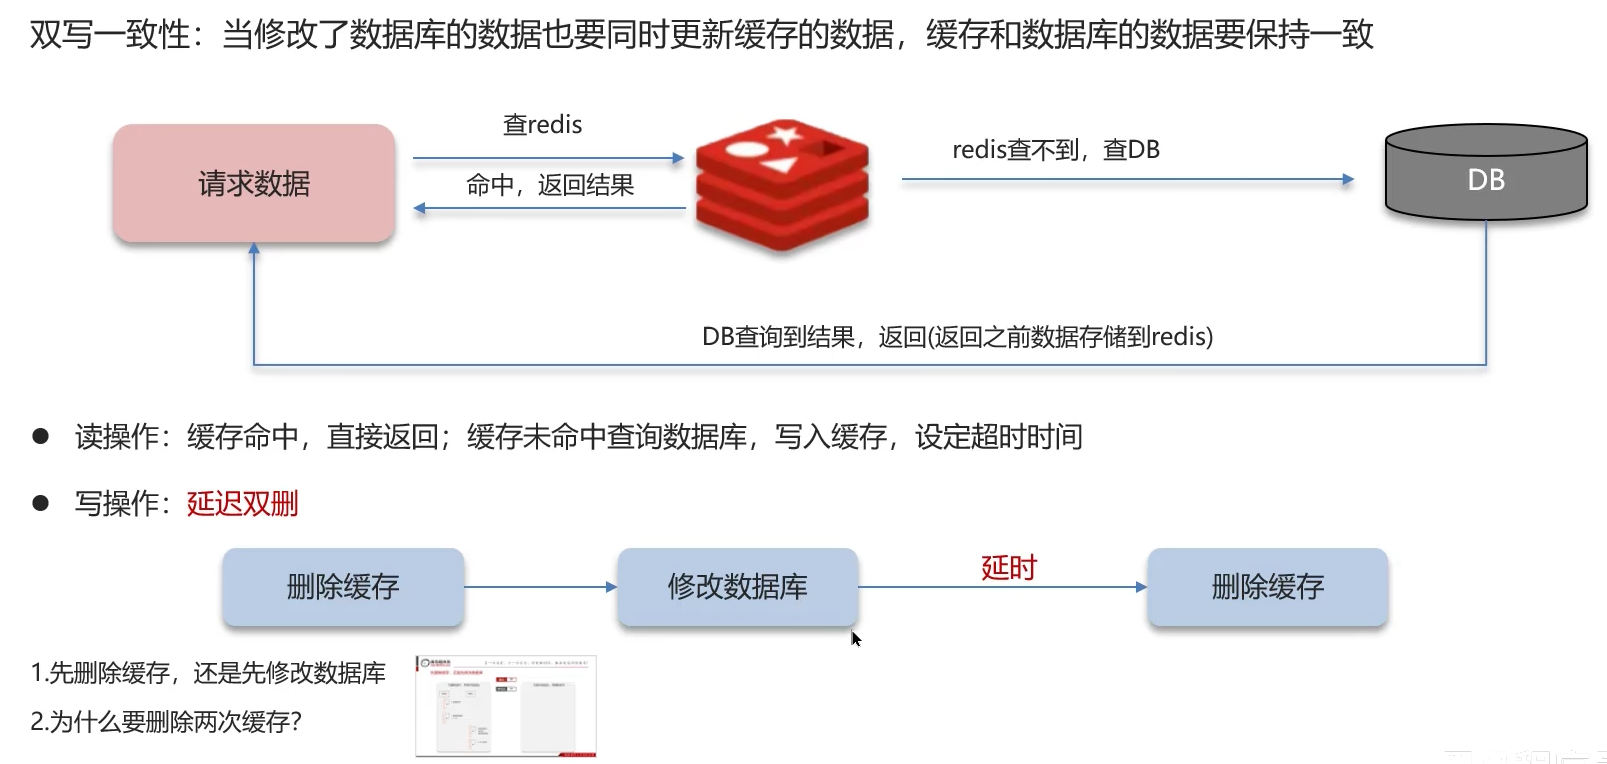 双写一致性：当修改了数据库的数据也要同时更新缓存的数据，缓存和数据库的数据要保持一致
查redis
请求数据
命中，返回结果
redis查不到，查DB
DB
DB查询到结果，返回(返回之前数据存储到redis)
● 读操作：缓存命中，直接返回；缓存未命中查询数据库，写入缓存，设定超时时间
● 写操作：延迟双删
删除缓存
修改数据库
延时
删除缓存
1.先删除缓存，还是先修改数据库
2.为什么要删除两次缓存？